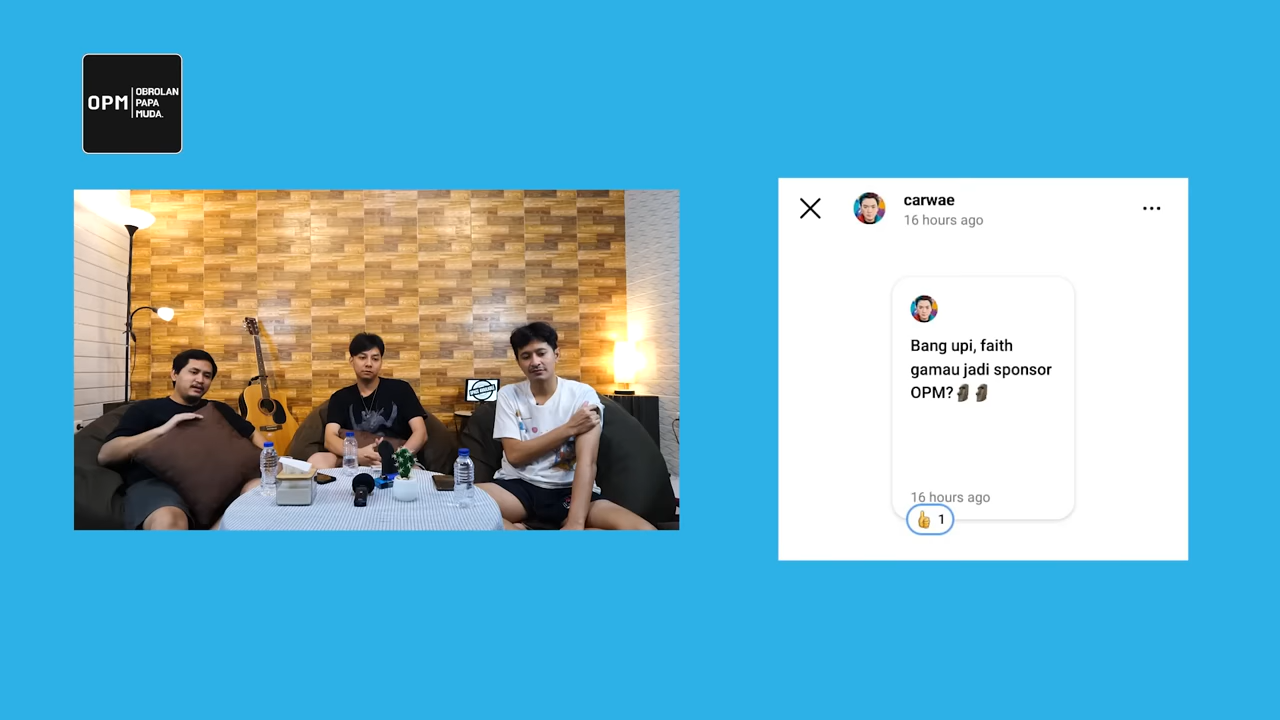 OPM
OBROLAN
PAPA
MUDA.
carwae
16 hours ago
Bang upi, faith
gamau jadi sponsor
OPM?🗿🗿
16 hours ago
👍 1